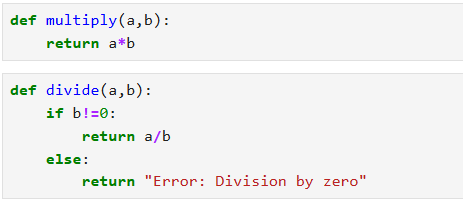 def multiply(a,b):
    return a*b
def divide(a,b):
    if b!=0:
        return a/b
    else:
        return "Error: Division by zero"